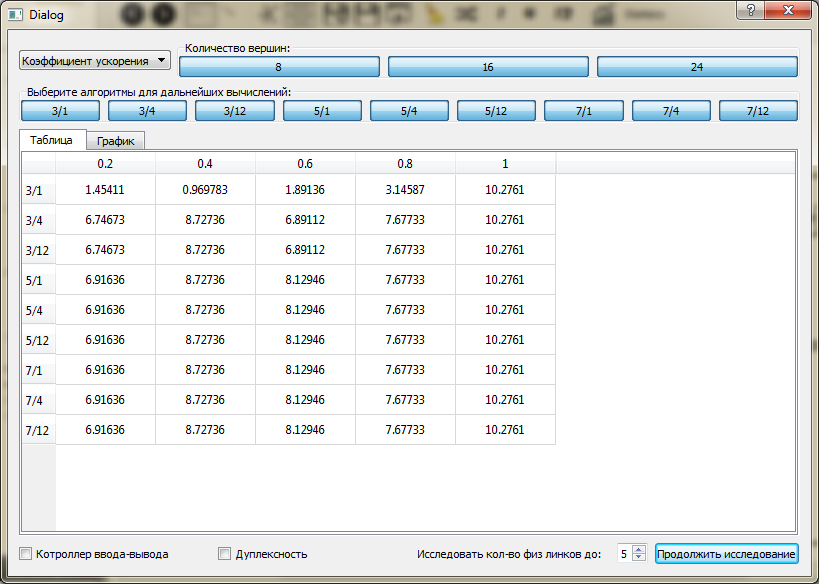 Dialog
Количество вершин:
Коэффициент ускорения 8 16 24
Выберите алгоритмы для дальнейших вычислений:
3/1 3/4 3/12 5/1 5/4 5/12 7/1 7/4 7/12
Таблица График
0.2 0.4 0.6 0.8 1
3/1 1.45411 0.969783 1.89136 3.14587 10.2761
3/4 6.74673 8.72736 6.89112 7.67733 10.2761
3/12 6.74673 8.72736 6.89112 7.67733 10.2761
5/1 6.91636 8.72736 8.12946 7.67733 10.2761
5/4 6.91636 8.72736 8.12946 7.67733 10.2761
5/12 6.91636 8.72736 8.12946 7.67733 10.2761
7/1 6.91636 8.72736 8.12946 7.67733 10.2761
7/4 6.91636 8.72736 8.12946 7.67733 10.2761
7/12 6.91636 8.72736 8.12946 7.67733 10.2761
Котроллер ввода-вывода Дуплексность Исследовать кол-во физ линков до: 5 Продолжить исследование